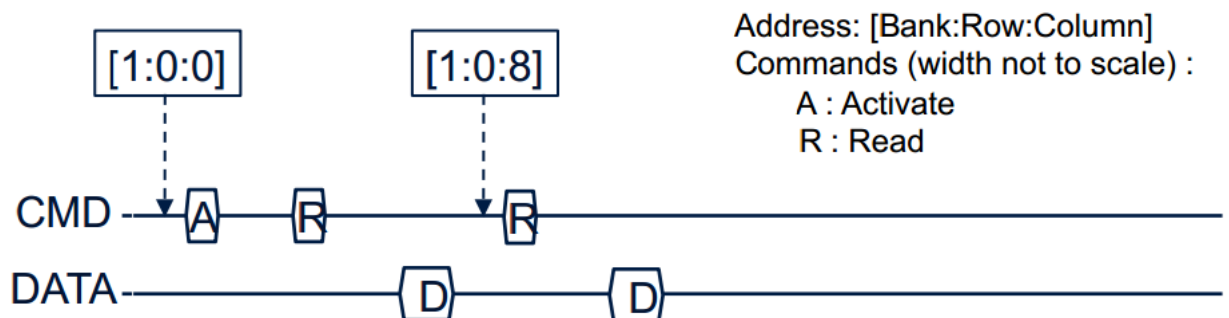 Address: [Bank:Row:Column]
[1:0:0] [1:0:8]
Commands (width not to scale) :
A : Activate
R : Read
CMD A R R
DATA D D